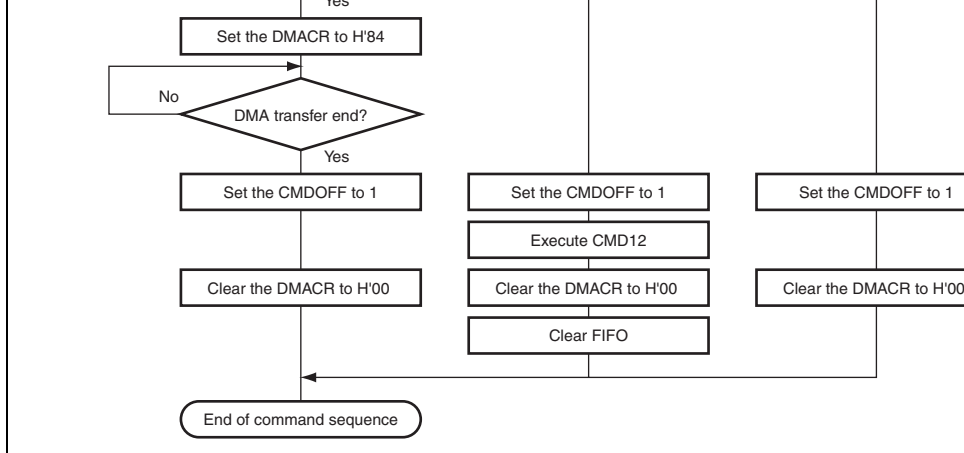 Yes
Set the DMACR to H'84
No
DMA transfer end?
Yes
Set the CMDOFF to 1
Set the CMDOFF to 1
Set the CMDOFF to 1
Execute CMD12
Clear the DMACR to H'00
Clear the DMACR to H'00
Clear the DMACR to H'00
Clear FIFO
End of command sequence